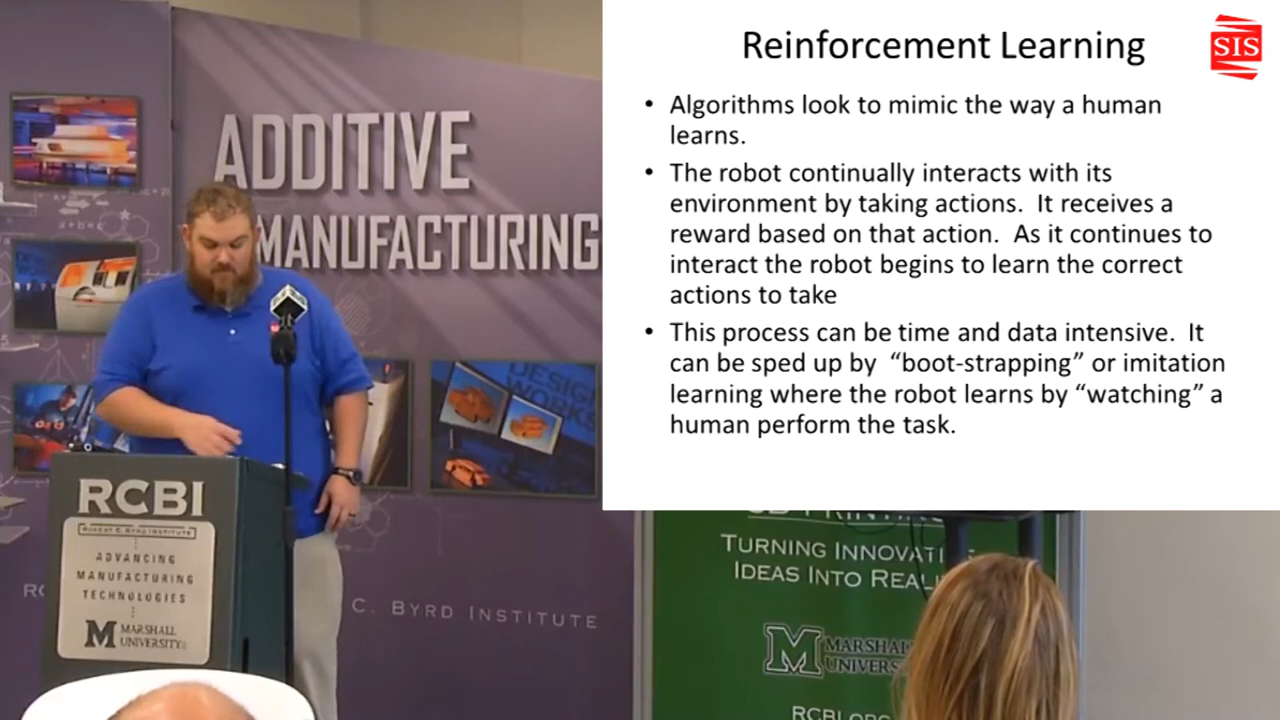 ADDITIVE
MANUFACTURING
DESIGN
WORKS
RCBI
ROBERT C. BYRD INSTITUTE
ADVANCING
MANUFACTURING
TECHNOLOGIES
MARSHALL
UNIVERSITY
C. BYRD INSTITUTE
Reinforcement Learning
SIS
• Algorithms look to mimic the way a human
learns.
• The robot continually interacts with its
environment by taking actions. It receives a
reward based on that action. As it continues to
interact the robot begins to learn the correct
actions to take
• This process can be time and data intensive. It
can be sped up by “boot-strapping” or imitation
learning where the robot learns by “watching” a
human perform the task.
TURNING
IDEAS INTO
M